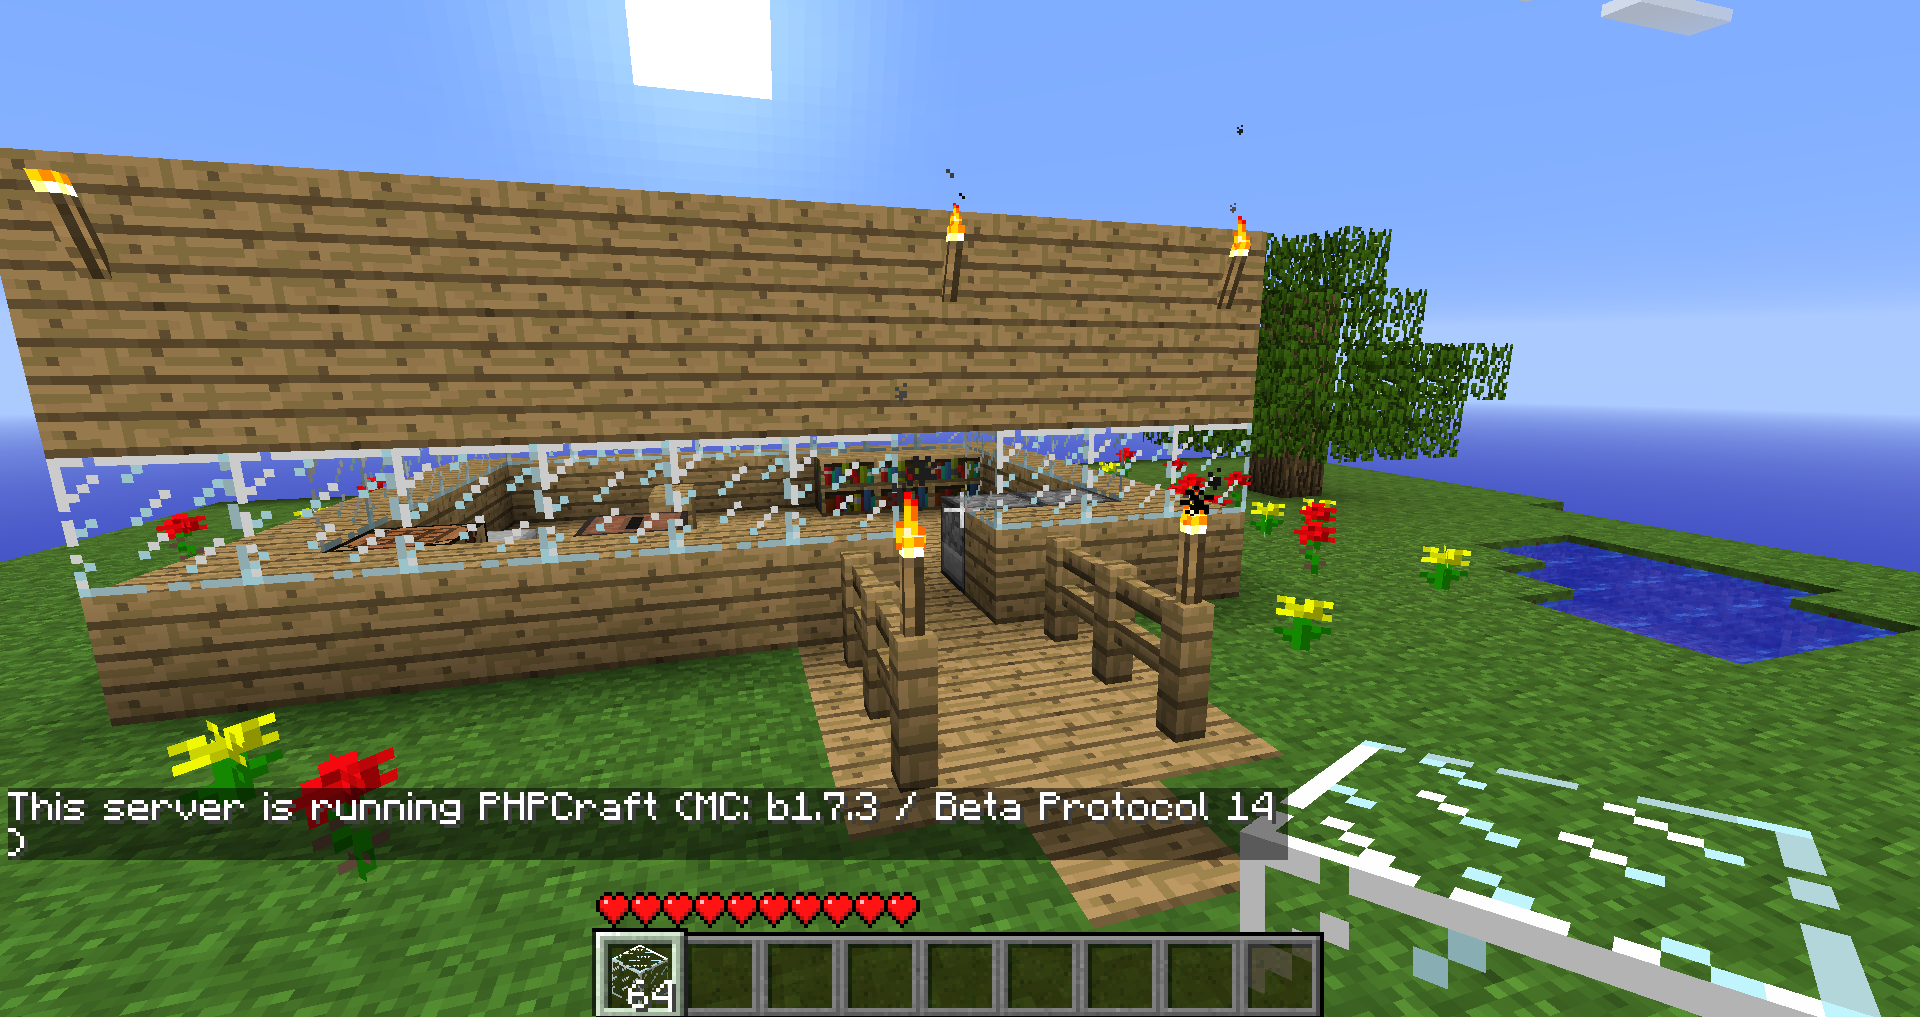 This server is running PHPCraft (MC: b1.7.3 / Beta Protocol 14
)
64